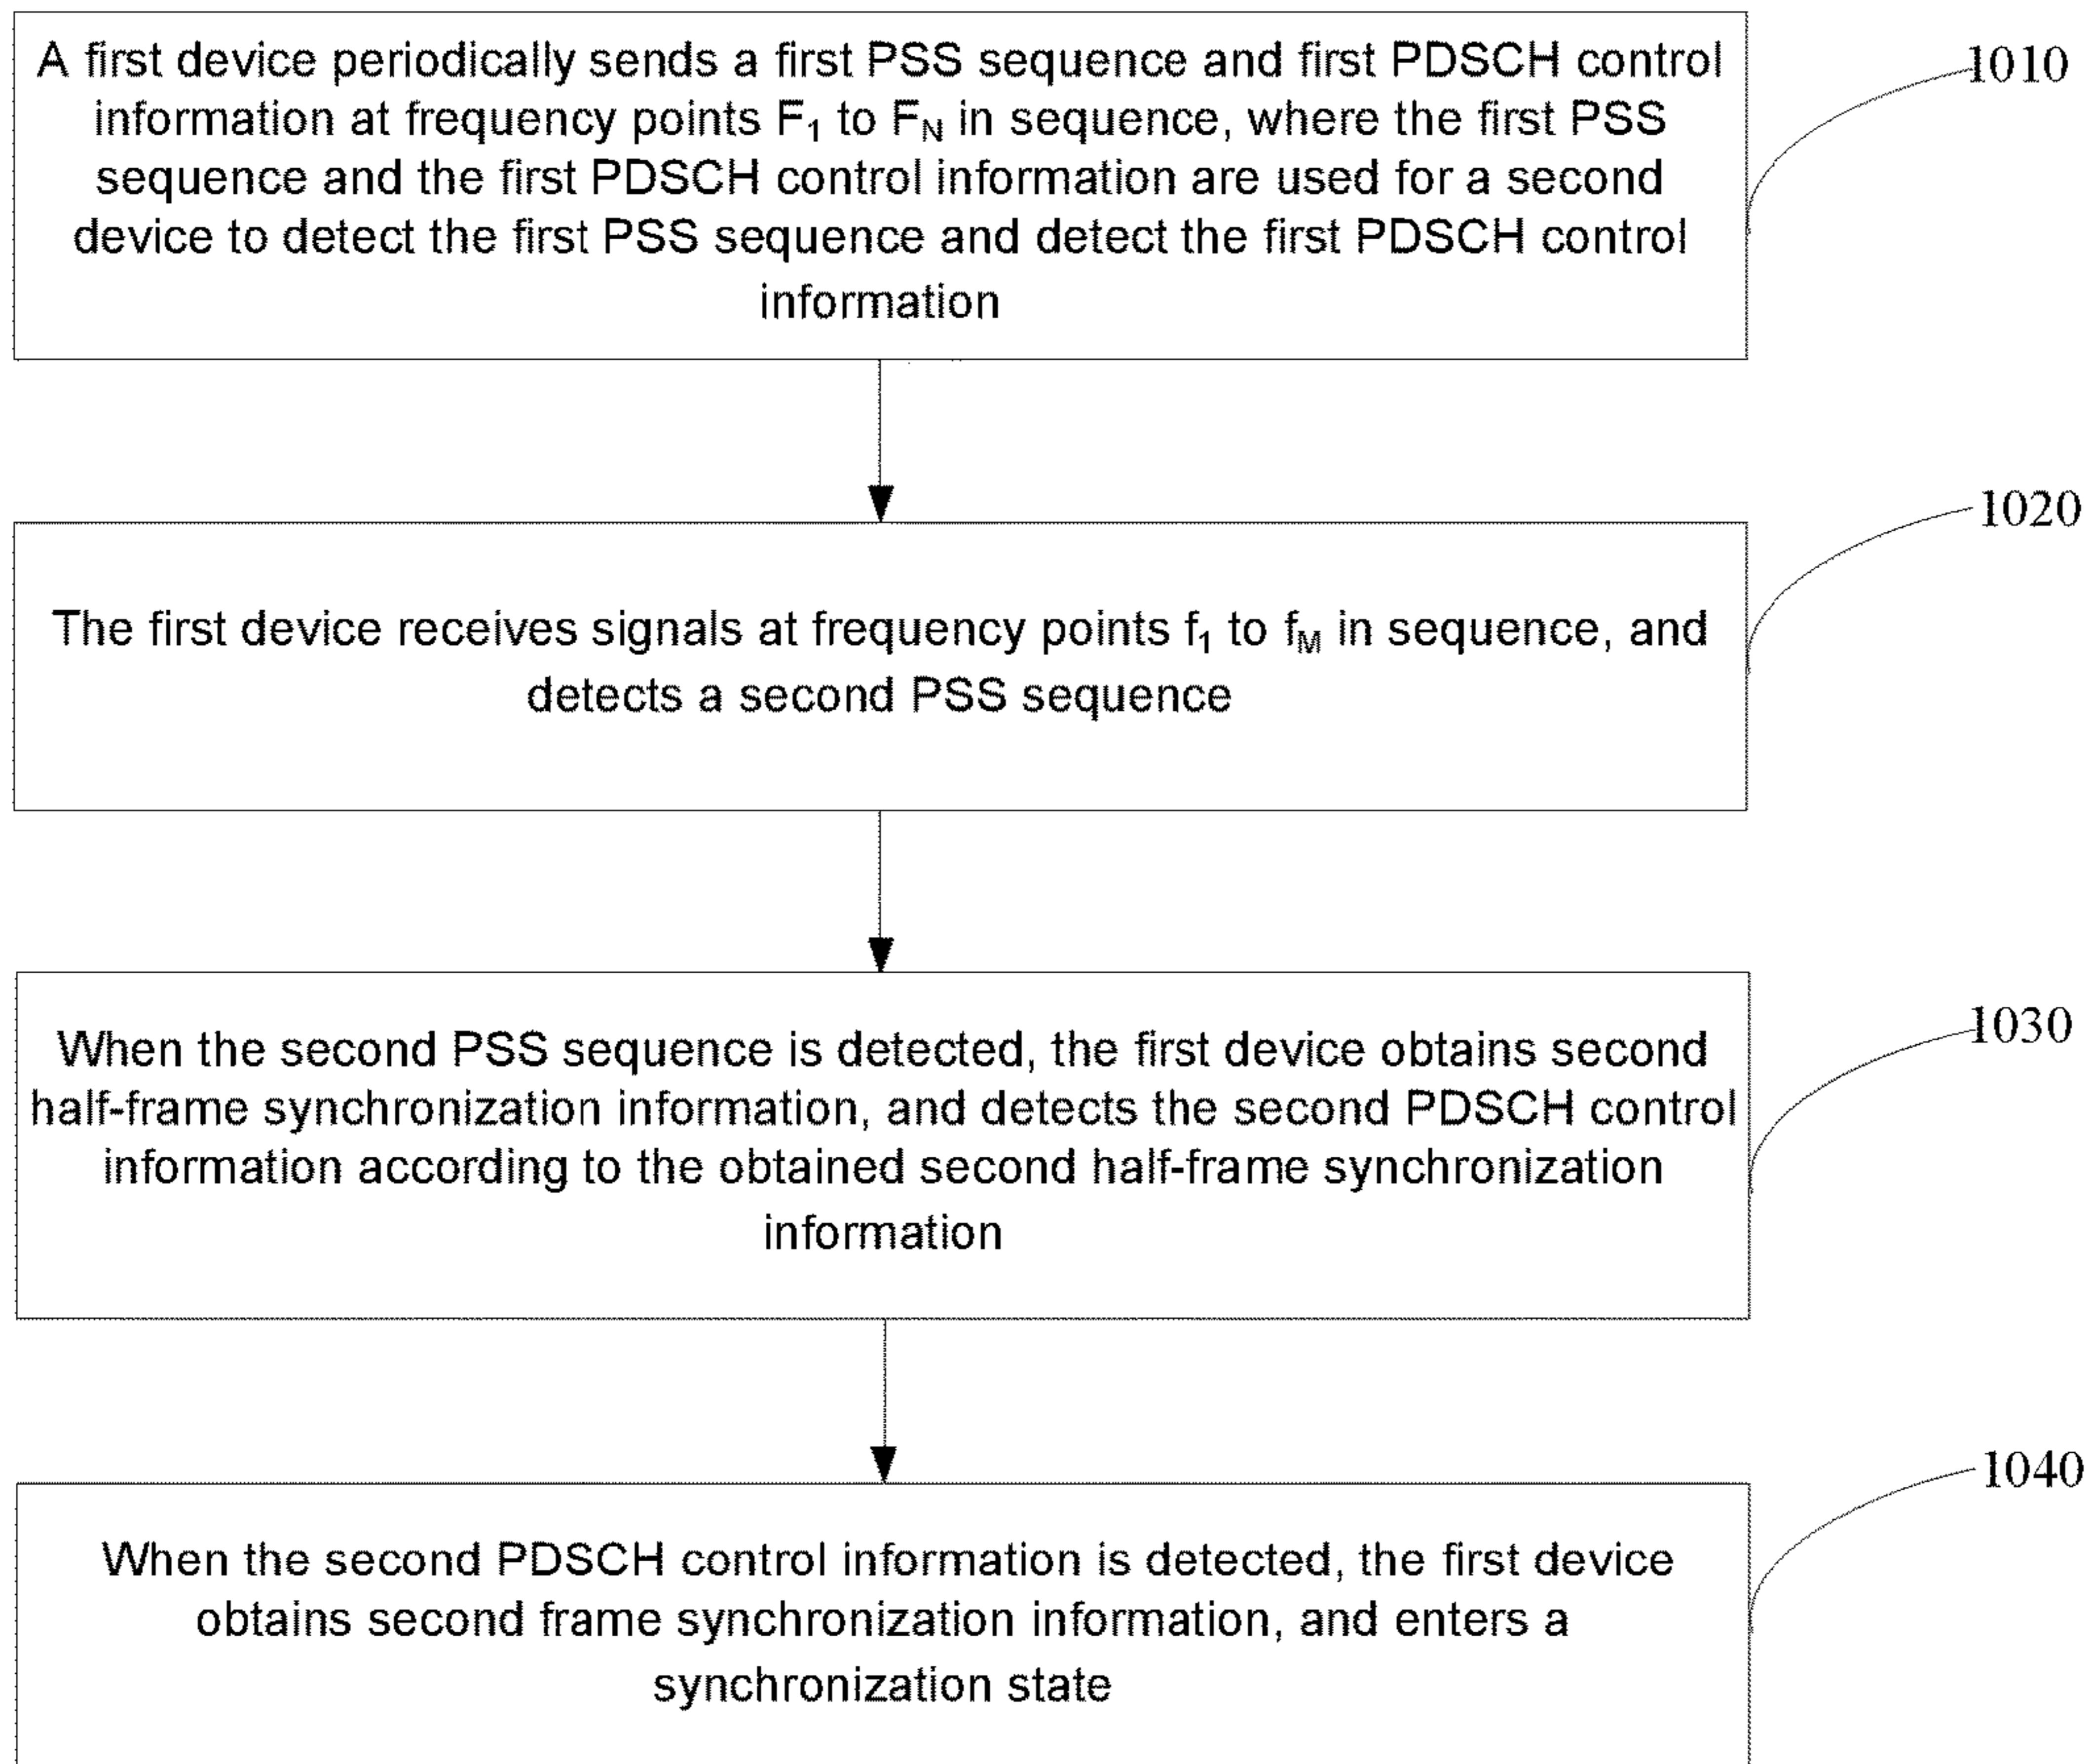 A first device periodically sends a first PSS sequence and first PDSCH control
information at frequency points F₁ to F_N in sequence, where the first PSS
sequence and the first PDSCH control information are used for a second
device to detect the first PSS sequence and detect the first PDSCH control
information
1010
The first device receives signals at frequency points f₁ to f_M in sequence, and
detects a second PSS sequence
1020
When the second PSS sequence is detected, the first device obtains second
half-frame synchronization information, and detects the second PDSCH control
information according to the obtained second half-frame synchronization
information
1030
When the second PDSCH control information is detected, the first device
obtains second frame synchronization information, and enters a
synchronization state
1040